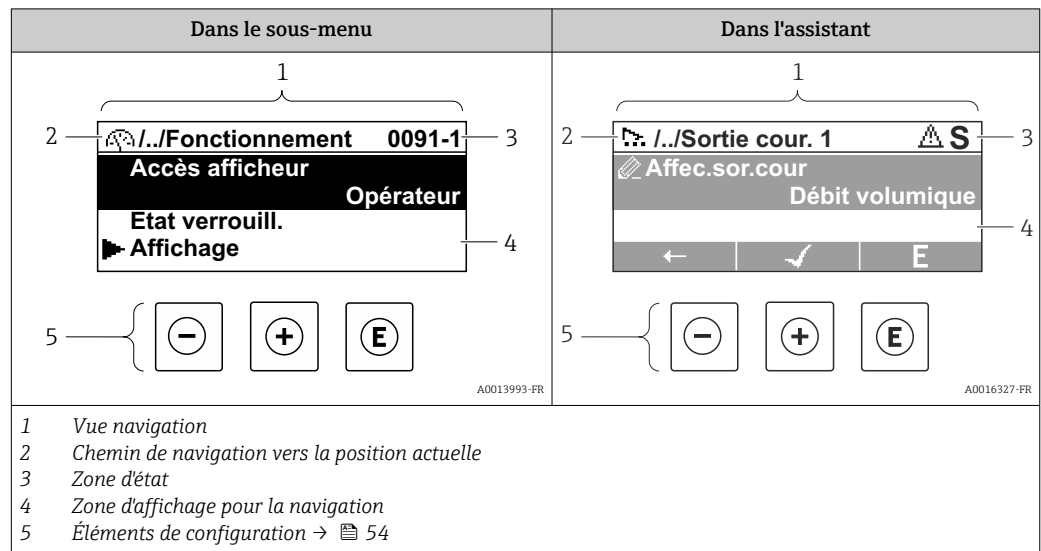 Dans le sous-menu
1
2
/../Fonctionnement 0091-1
3
Accès afficheur
Opérateur
Etat verrouill.
Affichage
4
5
E
A0013993-FR
Dans l'assistant
1
2
/../Sortie cour. 1 S
3
Affec.sor.cour
Débit volumique
4
E
5
E
A0016327-FR
1 Vue navigation
2 Chemin de navigation vers la position actuelle
3 Zone d'état
4 Zone d'affichage pour la navigation
5 Éléments de configuration → 54